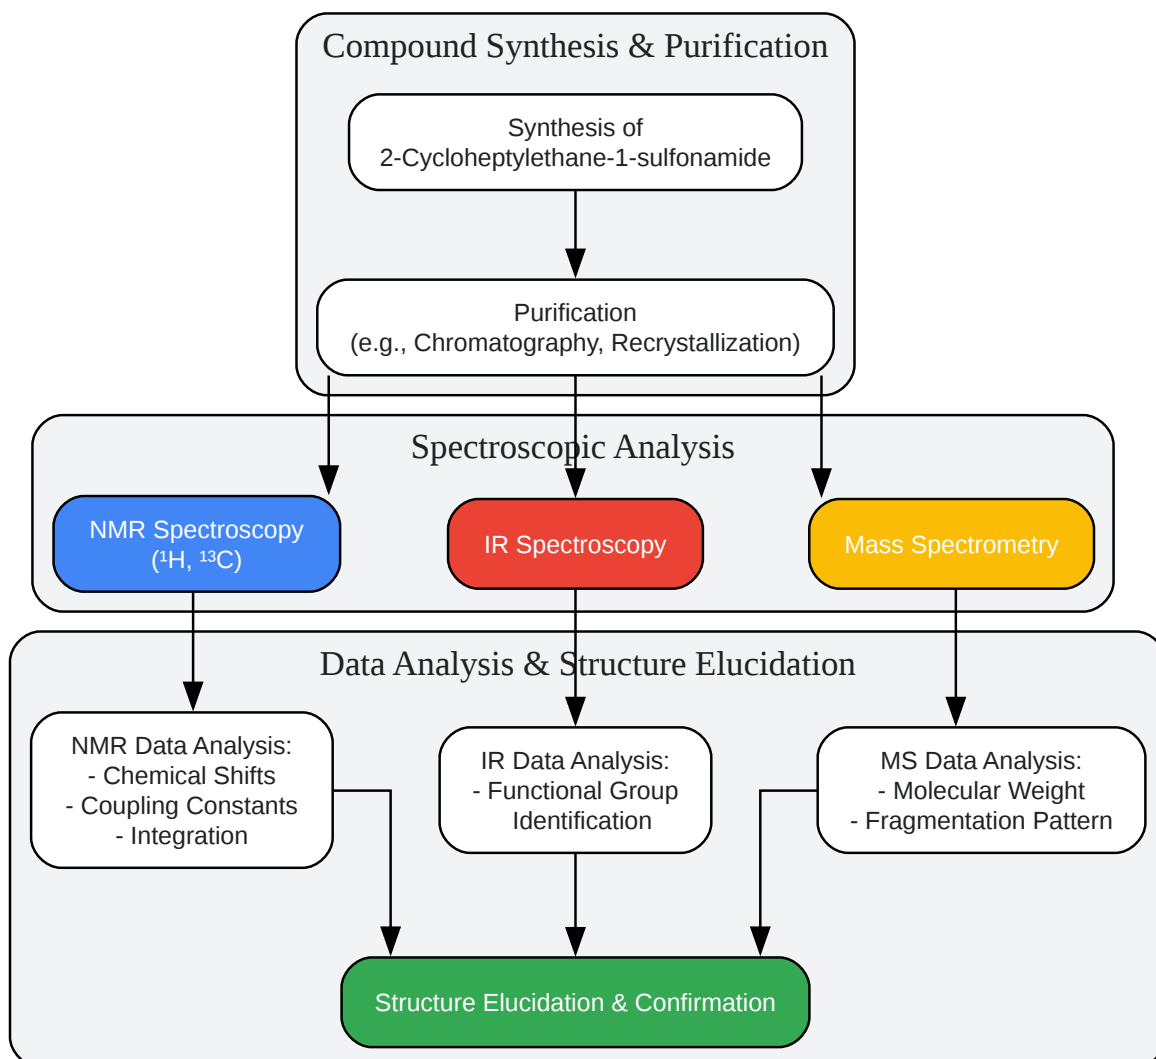 Compound Synthesis & Purification
Synthesis of
2-Cycloheptylethane-1-sulfonamide
Purification
(e.g., Chromatography, Recrystallization)
Spectroscopic Analysis
NMR Spectroscopy
(¹H, ¹³C)
IR Spectroscopy
Mass Spectrometry
Data Analysis & Structure Elucidation
NMR Data Analysis:
- Chemical Shifts
- Coupling Constants
- Integration
IR Data Analysis:
- Functional Group
Identification
MS Data Analysis:
- Molecular Weight
- Fragmentation Pattern
Structure Elucidation & Confirmation